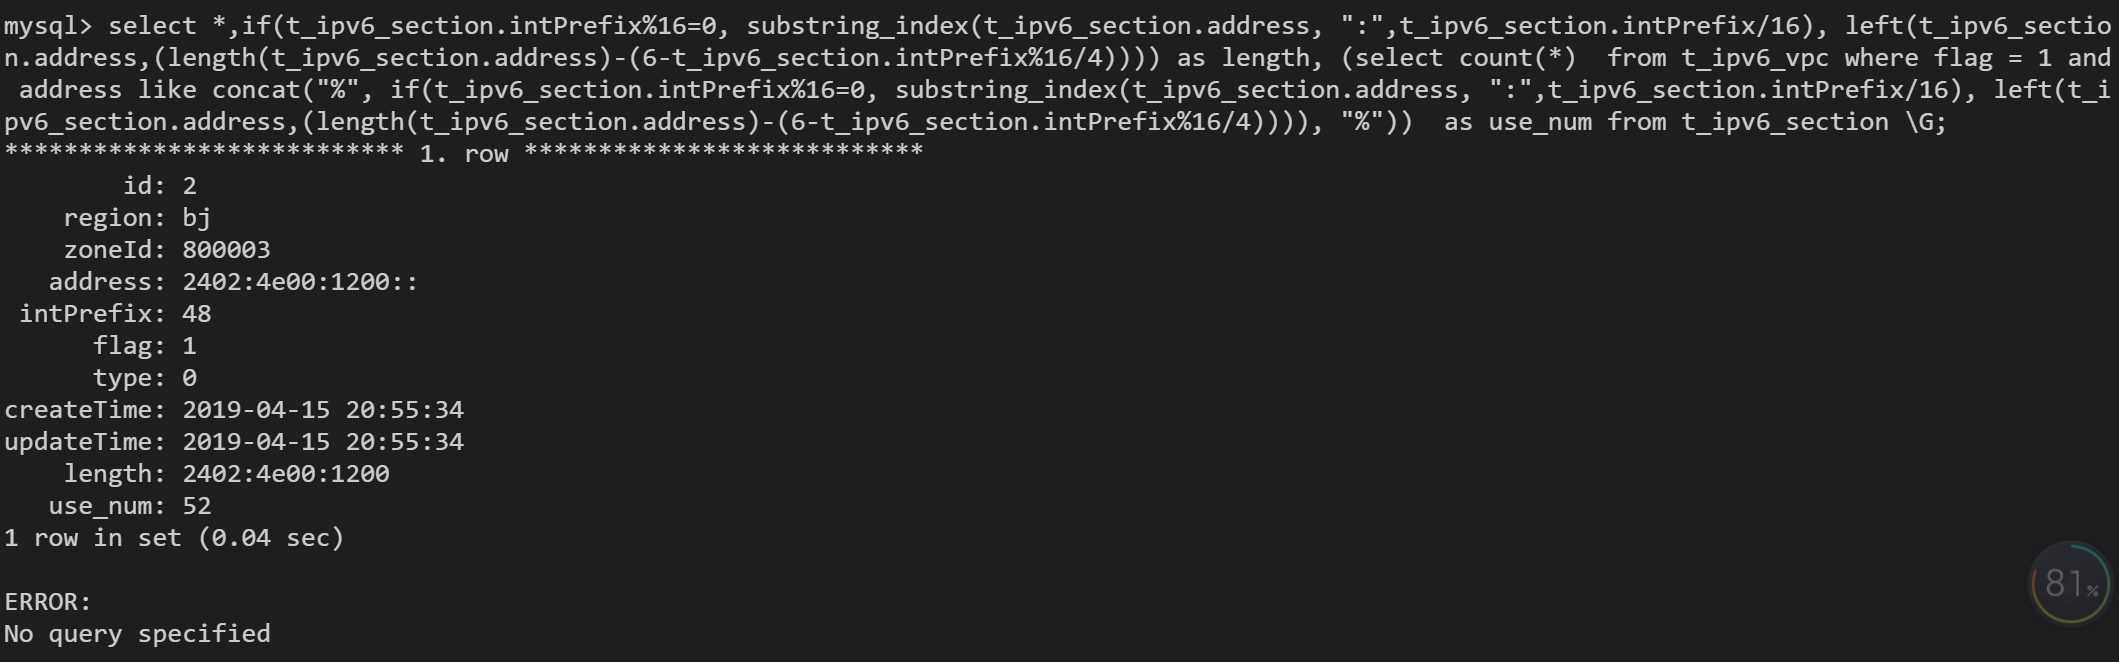 mysql> select *,if(t_ipv6_section.intPrefix%16=0, substring_index(t_ipv6_section.address, ":",t_ipv6_section.intPrefix/16), left(t_ipv6_sectio
n.address,(length(t_ipv6_section.address)-(6-t_ipv6_section.intPrefix%16/4)))) as length, (select count(*)  from t_ipv6_vpc where flag = 1 and
 address like concat("%", if(t_ipv6_section.intPrefix%16=0, substring_index(t_ipv6_section.address, ":",t_ipv6_section.intPrefix/16), left(t_i
pv6_section.address,(length(t_ipv6_section.address)-(6-t_ipv6_section.intPrefix%16/4)))), "%"))  as use_num from t_ipv6_section \G;
*************************** 1. row ***************************
        id: 2
    region: bj
    zoneId: 800003
   address: 2402:4e00:1200::
 intPrefix: 48
      flag: 1
      type: 0
createTime: 2019-04-15 20:55:34
updateTime: 2019-04-15 20:55:34
    length: 2402:4e00:1200
   use_num: 52
1 row in set (0.04 sec)
81%
ERROR:
No query specified